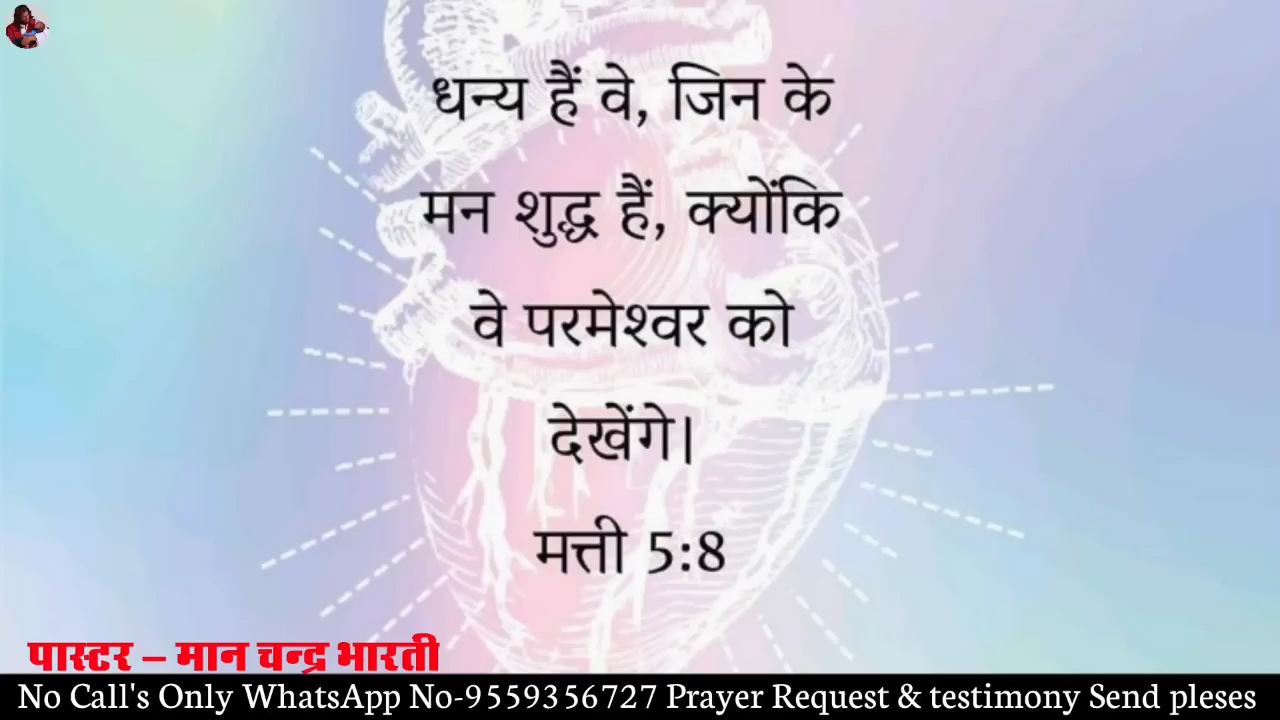 धन्य हैं वे, जिन के
मन शुद्ध हैं, क्योंकि
वे परमेश्वर को
देखेंगे।
मत्ती 5:8
पास्टर – मान चन्द्र भारती
No Call's Only WhatsApp No-9559356727 Prayer Request & testimony Send pleses